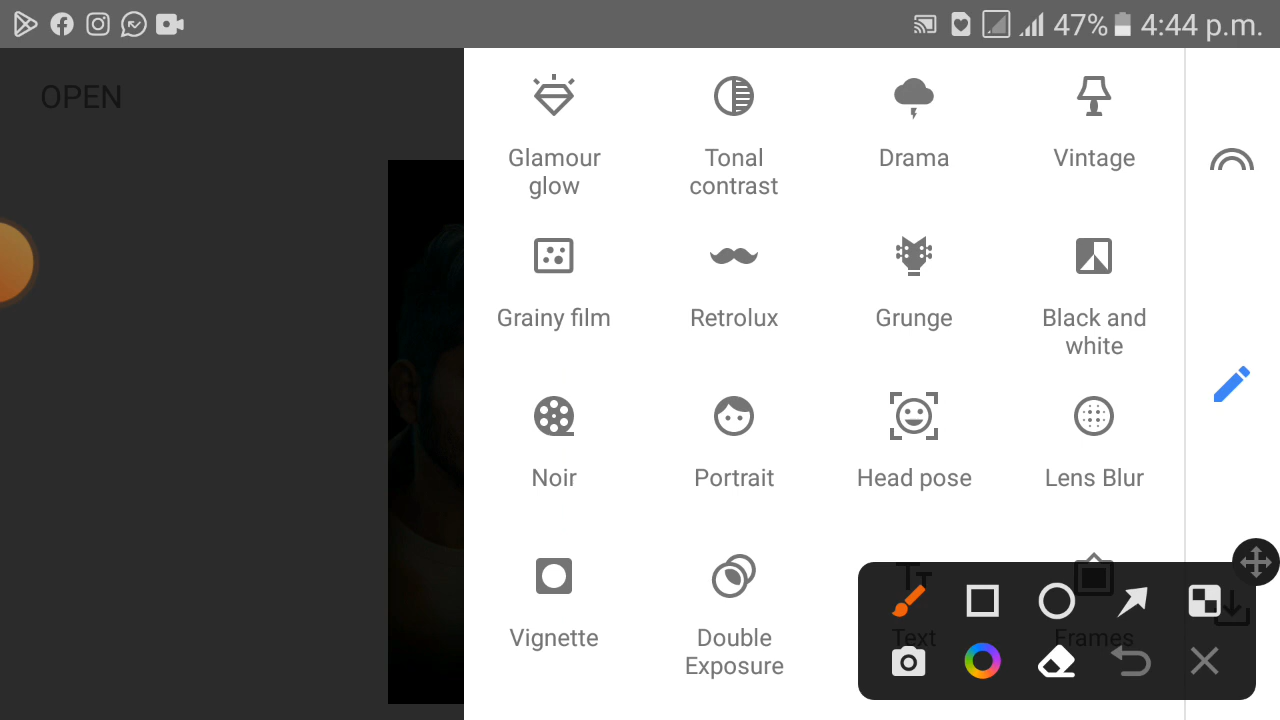 47% 4:44 p.m.
OPEN
Glamour
glow
Tonal
contrast
Drama
Vintage
Grainy film
Retrolux
Grunge
Black and
white
Noir
Portrait
Head pose
Lens Blur
Vignette
Double
Exposure
Text
Frames